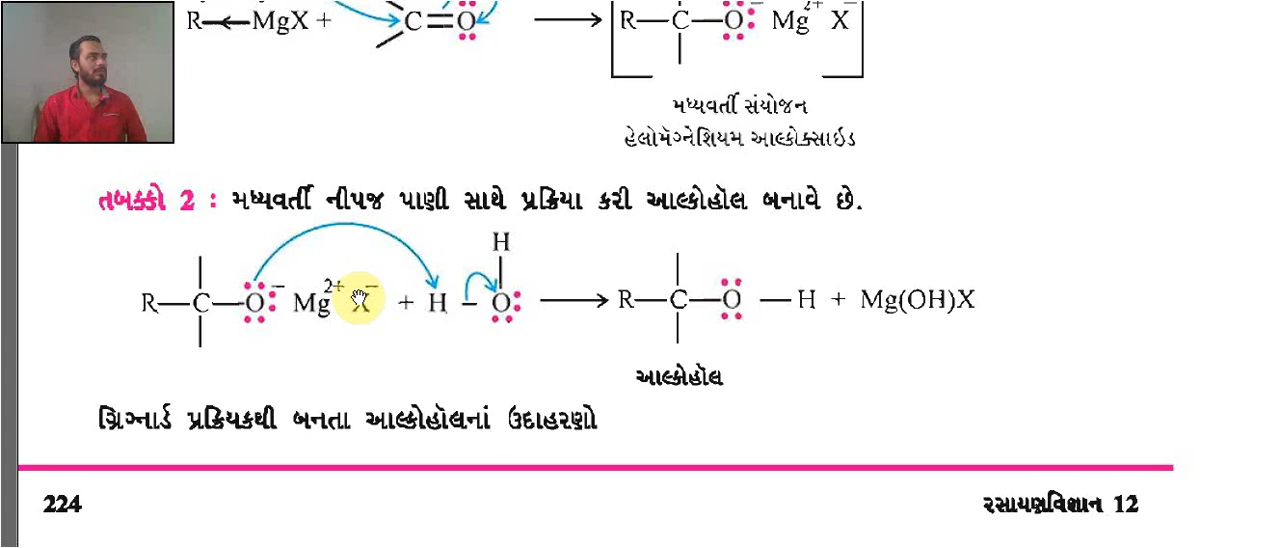 R—MgX + C=O ⟶ [R—C—O:⁻ Mg²⁺ X⁻]
મધ્યવર્તી સંયોજન
હેલોમૅગ્નેશિયમ આલ્કોક્સાઇડ
તબક્કો 2 : મધ્યવર્તી નીપજ પાણી સાથે પ્રક્રિયા કરી આલ્કોહૉલ બનાવે છે.
H
R—C—O:⁻ Mg²⁺ X⁻ + H – O: ⟶ R—C—O —H + Mg(OH)X
આલ્કોહૉલ
ગ્રિગ્નાર્ડ પ્રક્રિયકથી બનતા આલ્કોહૉલનાં ઉદાહરણો
224 રસાયણવિજ્ઞાન 12